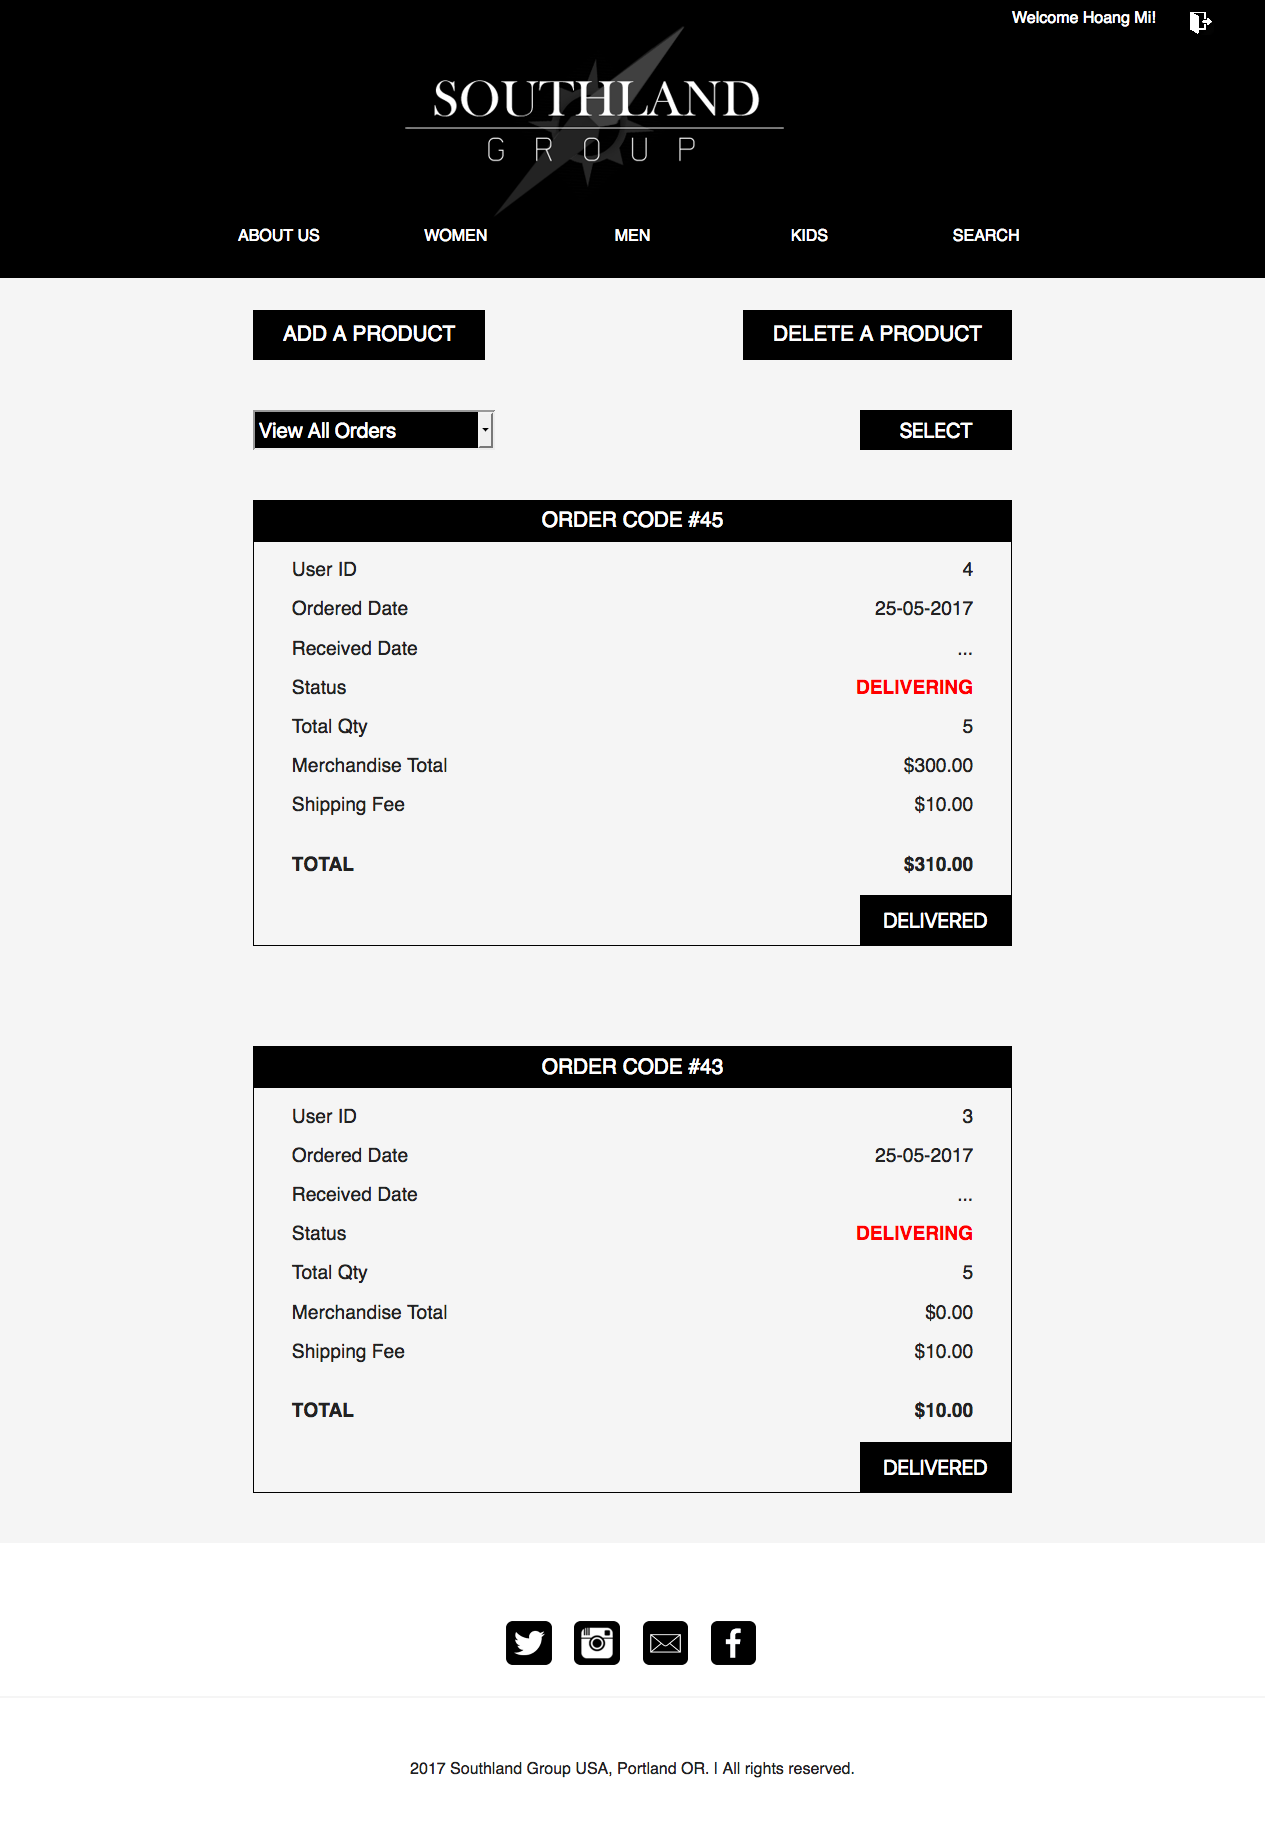 Welcome Hoang Mi!
SOUTHLAND
GROUP
ABOUT US WOMEN MEN KIDS SEARCH
ADD A PRODUCT DELETE A PRODUCT
View All Orders SELECT
ORDER CODE #45
User ID 4
Ordered Date 25-05-2017
Received Date ...
Status DELIVERING
Total Qty 5
Merchandise Total $300.00
Shipping Fee $10.00
TOTAL $310.00
DELIVERED
ORDER CODE #43
User ID 3
Ordered Date 25-05-2017
Received Date ...
Status DELIVERING
Total Qty 5
Merchandise Total $0.00
Shipping Fee $10.00
TOTAL $10.00
DELIVERED
2017 Southland Group USA, Portland OR. | All rights reserved.